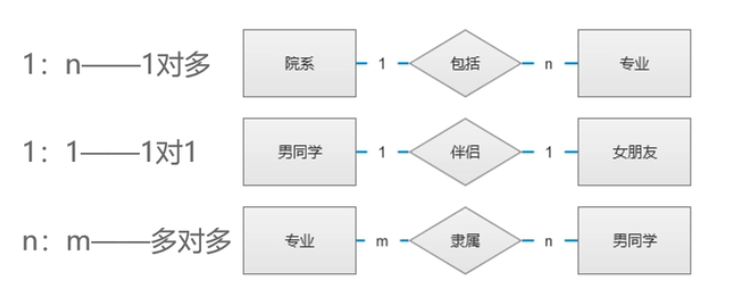 1：n——1对多 院系 1 包括 n 专业
1：1——1对1 男同学 1 伴侣 1 女朋友
n：m——多对多 专业 m 隶属 n 男同学